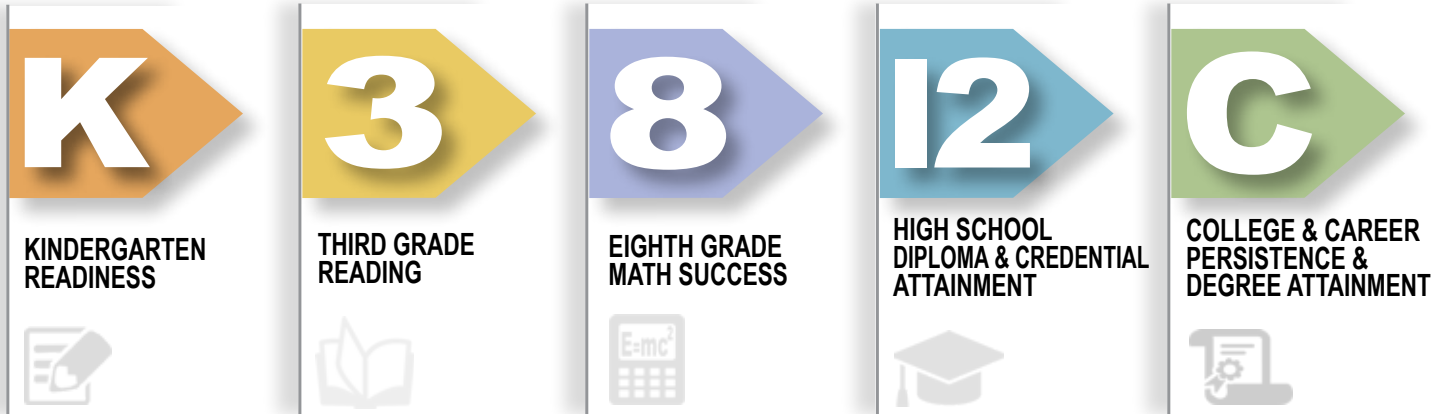 K
KINDERGARTEN
READINESS
3
THIRD GRADE
READING
8
EIGHTH GRADE
MATH SUCCESS
E=mc²
12
HIGH SCHOOL
DIPLOMA & CREDENTIAL
ATTAINMENT
C
COLLEGE & CAREER
PERSISTENCE &
DEGREE ATTAINMENT